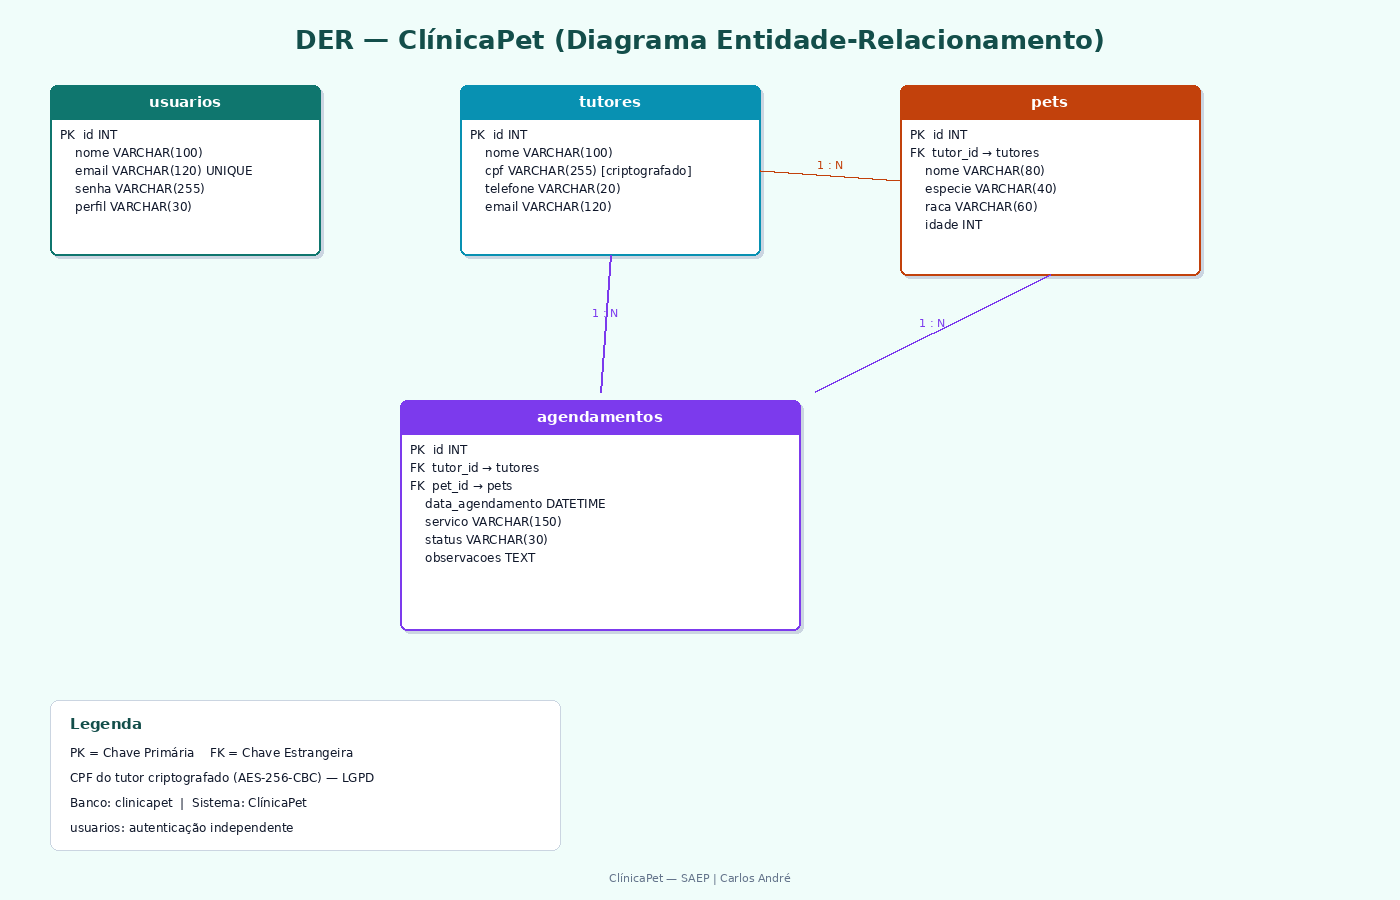 DER — ClínicaPet (Diagrama Entidade-Relacionamento)
usuarios
PK  id INT
nome VARCHAR(100)
email VARCHAR(120) UNIQUE
senha VARCHAR(255)
perfil VARCHAR(30)
tutores
PK  id INT
nome VARCHAR(100)
cpf VARCHAR(255) [criptografado]
telefone VARCHAR(20)
email VARCHAR(120)
1 : N
pets
PK  id INT
FK  tutor_id → tutores
nome VARCHAR(80)
especie VARCHAR(40)
raca VARCHAR(60)
idade INT
1 : N
1 : N
agendamentos
PK  id INT
FK  tutor_id → tutores
FK  pet_id → pets
data_agendamento DATETIME
servico VARCHAR(150)
status VARCHAR(30)
observacoes TEXT
Legenda
PK = Chave Primária    FK = Chave Estrangeira
CPF do tutor criptografado (AES-256-CBC) — LGPD
Banco: clinicapet  |  Sistema: ClínicaPet
usuarios: autenticação independente
ClínicaPet — SAEP | Carlos André